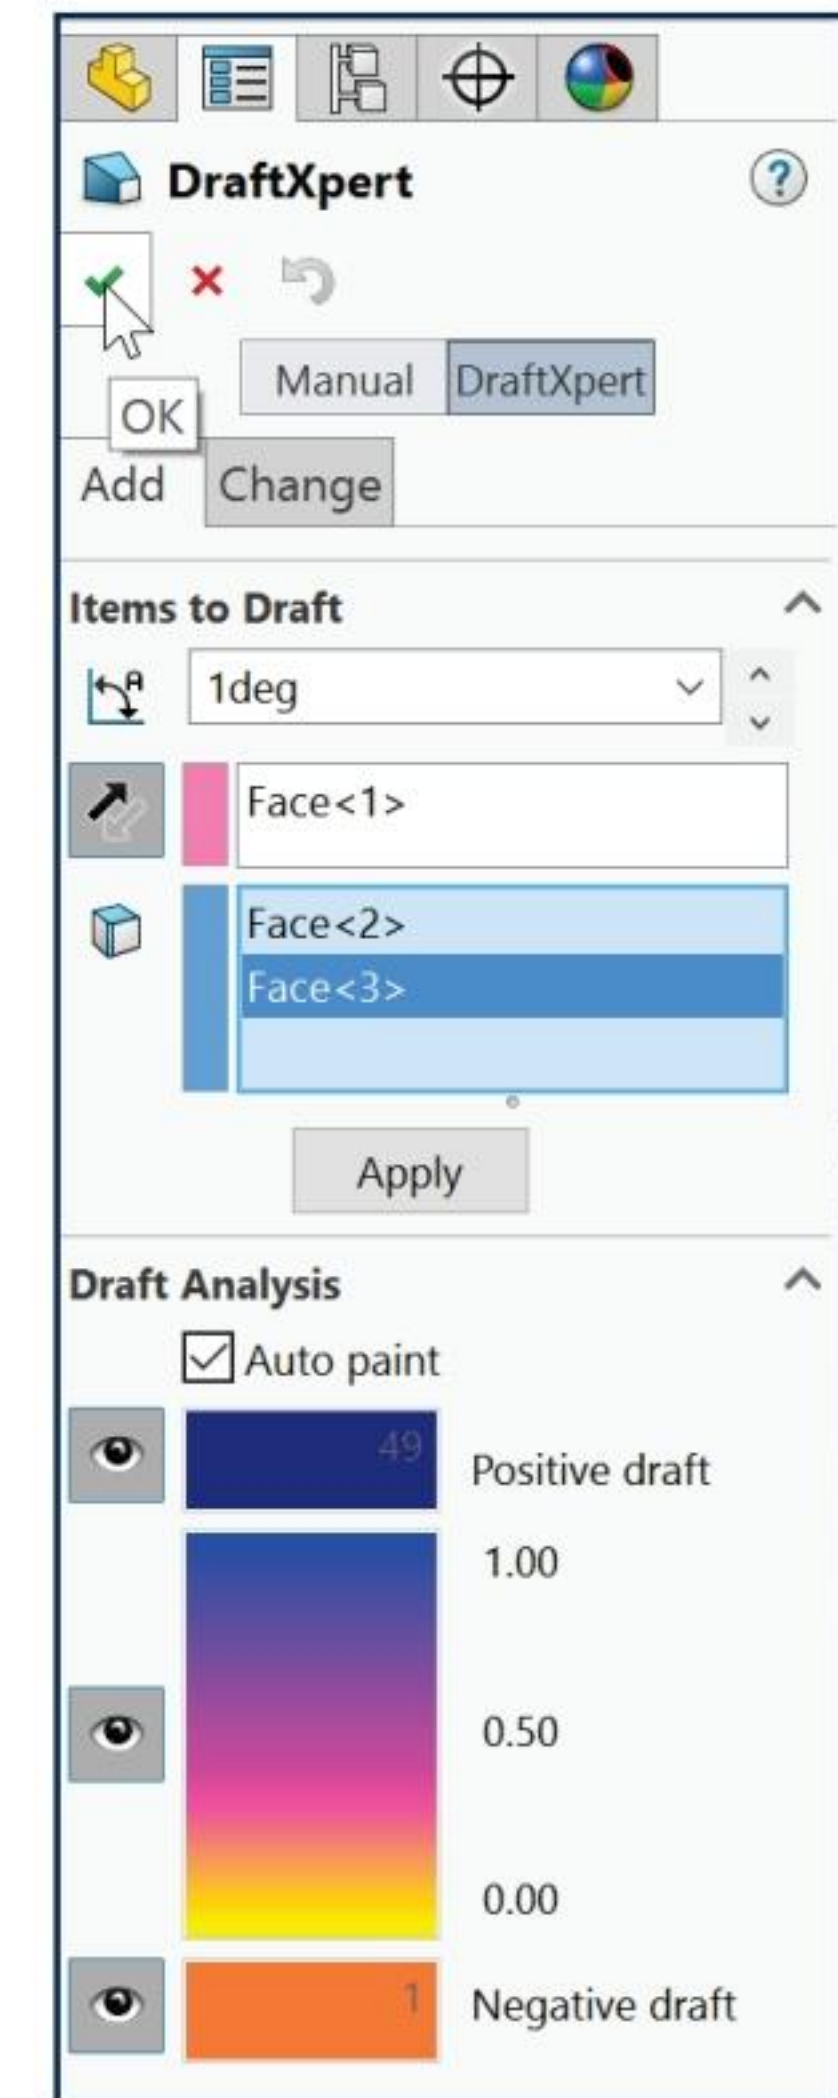 DraftXpert
?
Manual DraftXpert
OK
Add Change
Items to Draft
A
1deg
Face<1>
Face<2>
Face<3>
Apply
Draft Analysis
Auto paint
49
Positive draft
1.00
0.50
0.00
1
Negative draft